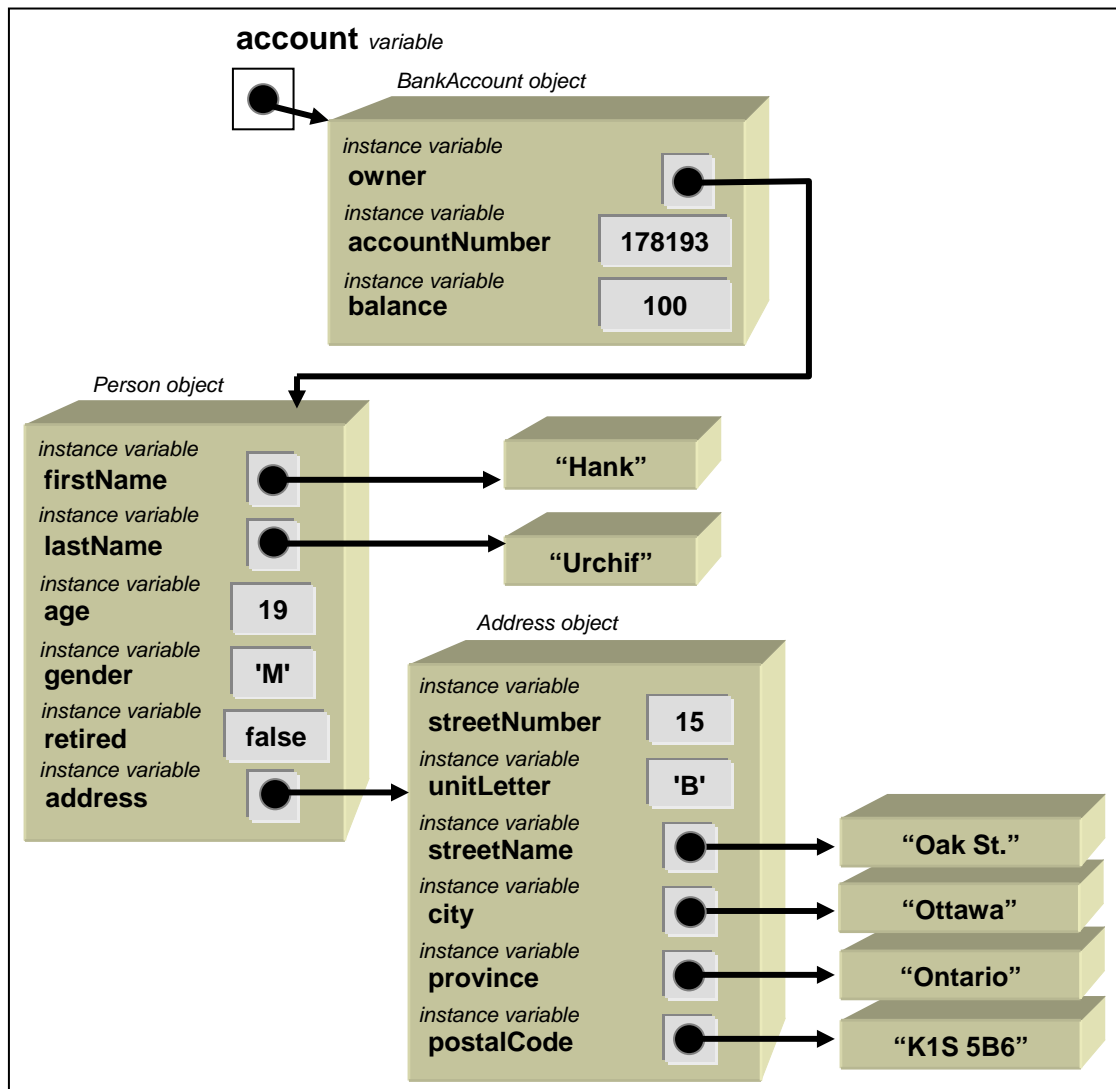 account variable
BankAccount object
instance variable
owner
instance variable
accountNumber 178193
instance variable
balance 100
Person object
instance variable
firstName
“Hank”
instance variable
lastName
“Urchif”
instance variable
age 19
instance variable
gender 'M'
instance variable
retired false
instance variable
address
Address object
instance variable
streetNumber 15
instance variable
unitLetter 'B'
instance variable
streetName
“Oak St.”
instance variable
city
“Ottawa”
instance variable
province
“Ontario”
instance variable
postalCode
“K1S 5B6”